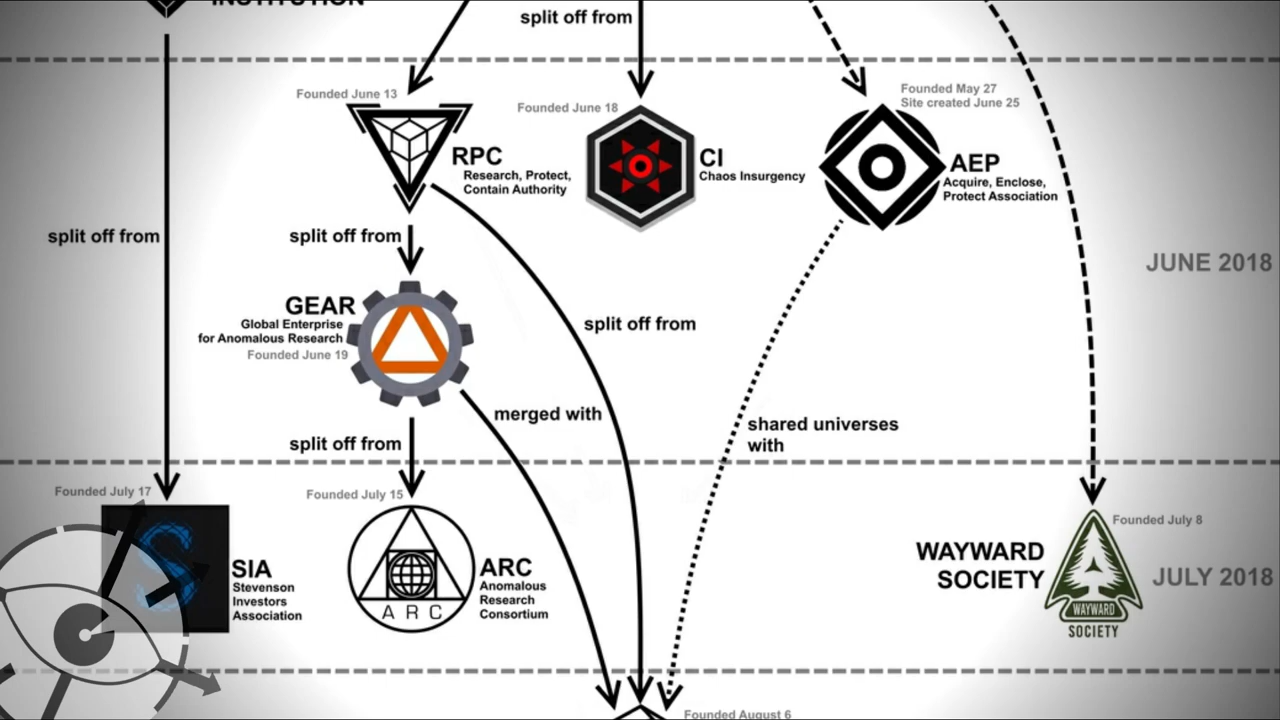 INSTITUTION
split off from
Founded June 13
Founded June 18
Founded May 27
Site created June 25
RPC
Research, Protect,
Contain Authority
CI
Chaos Insurgency
AEP
Acquire, Enclose,
Protect Association
split off from
split off from
JUNE 2018
GEAR
Global Enterprise
for Anomalous Research
Founded June 19
split off from
merged with
shared universes
with
split off from
Founded July 17
Founded July 15
Founded July 8
S
SIA
Stevenson
Investors
Association
ARC
Anomalous
Research
Consortium
A R C
WAYWARD
SOCIETY
WAYWARD
SOCIETY
JULY 2018
Founded August 6